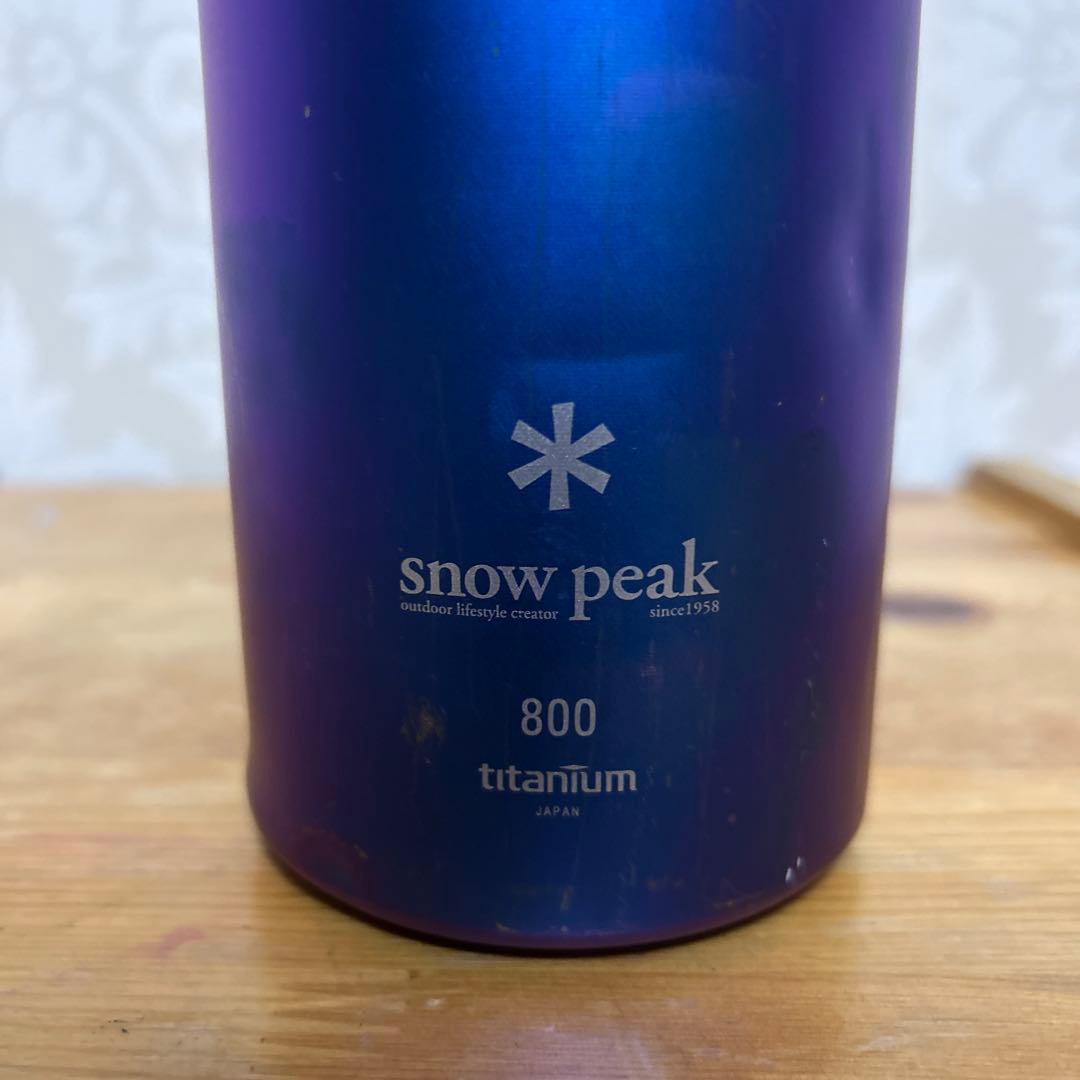 snow peak
outdoor lifestyle creator since1958
800
titanium
JAPAN